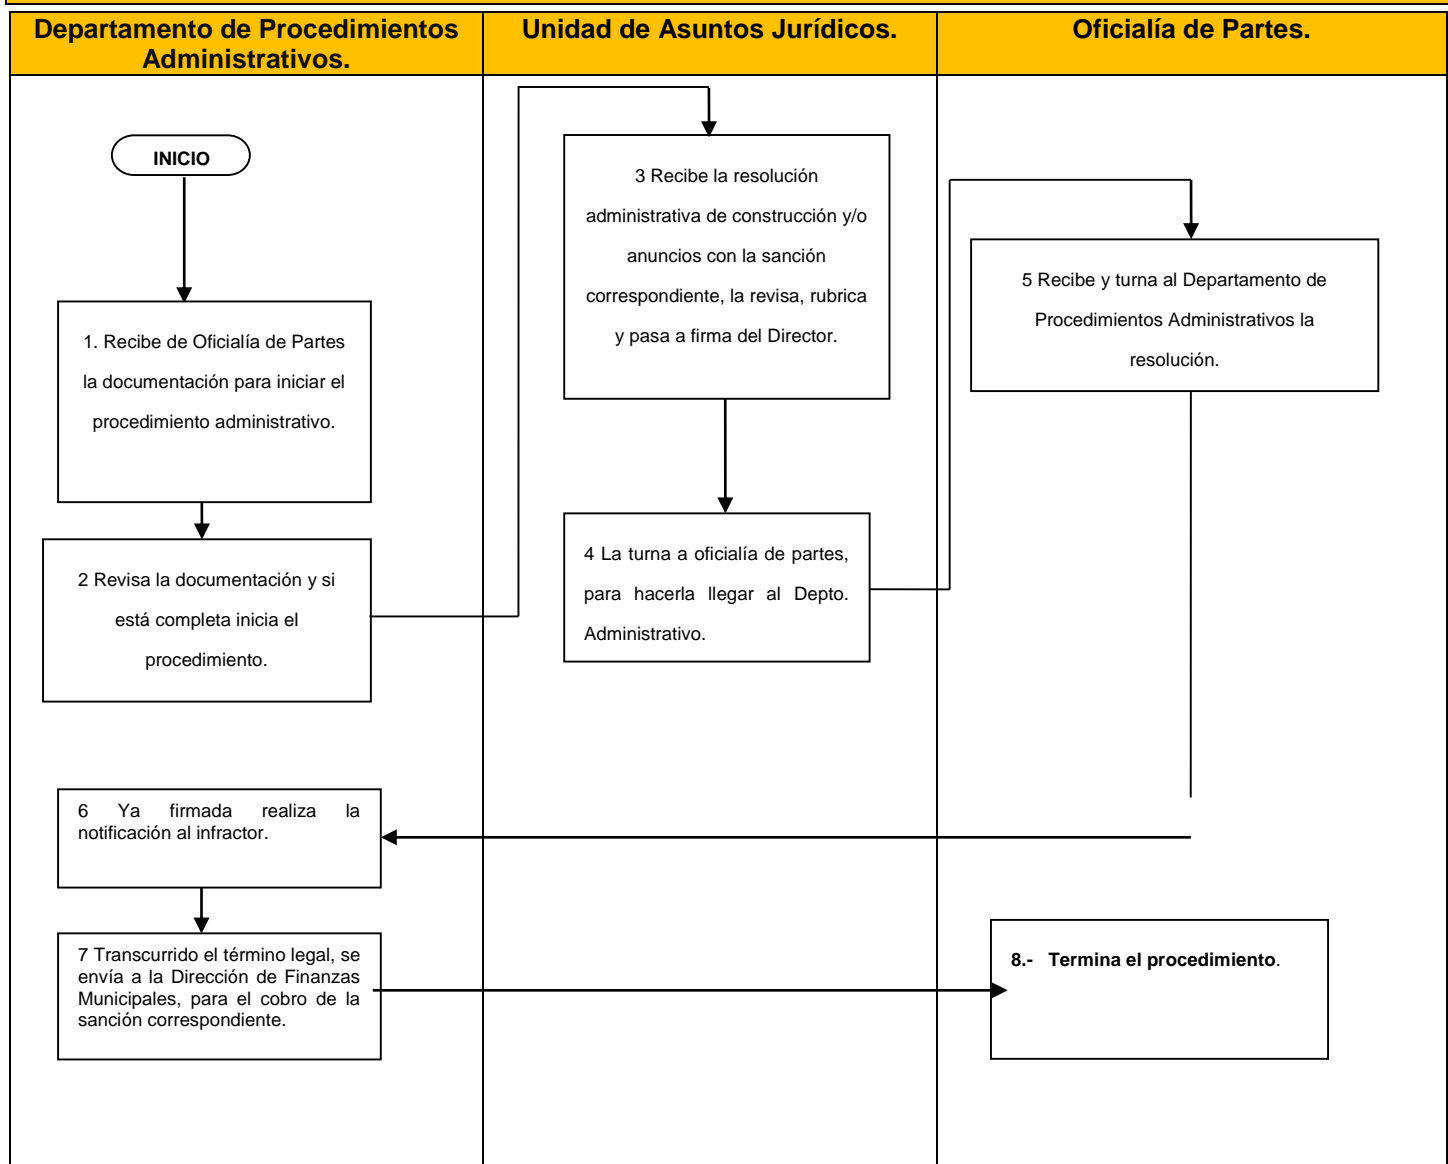 Departamento de Procedimientos
Administrativos.
Unidad de Asuntos Jurídicos.
Oficialía de Partes.
INICIO
1. Recibe de Oficialía de Partes
la documentación para iniciar el
procedimiento administrativo.
2 Revisa la documentación y si
está completa inicia el
procedimiento.
3 Recibe la resolución
administrativa de construcción y/o
anuncios con la sanción
correspondiente, la revisa, rubrica
y pasa a firma del Director.
4 La turna a oficialía de partes,
para hacerla llegar al Depto.
Administrativo.
5 Recibe y turna al Departamento de
Procedimientos Administrativos la
resolución.
6 Ya firmada realiza la
notificación al infractor.
7 Transcurrido el término legal, se
envía a la Dirección de Finanzas
Municipales, para el cobro de la
sanción correspondiente.
8.- Termina el procedimiento.